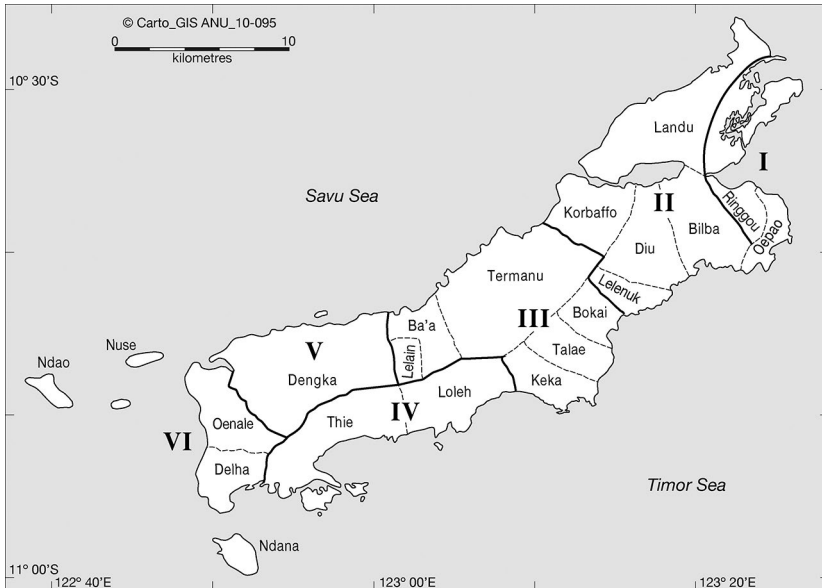 © Carto_GIS ANU_10-095
0 10
kilometres
10° 30'S
Landu
I
Savu Sea
Korbaffo
II
Ringgou
Bilba
Oepao
Diu
Termanu
Lelenuk
Bokai
III
Ba'a
Talae
Nuse
V
Lelain
Ndao
Dengka
Keka
Loleh
IV
Thie
Oenale
VI
Delha
Timor Sea
Ndana
11° 00'S
122° 40'E
123° 00'E
123° 20'E